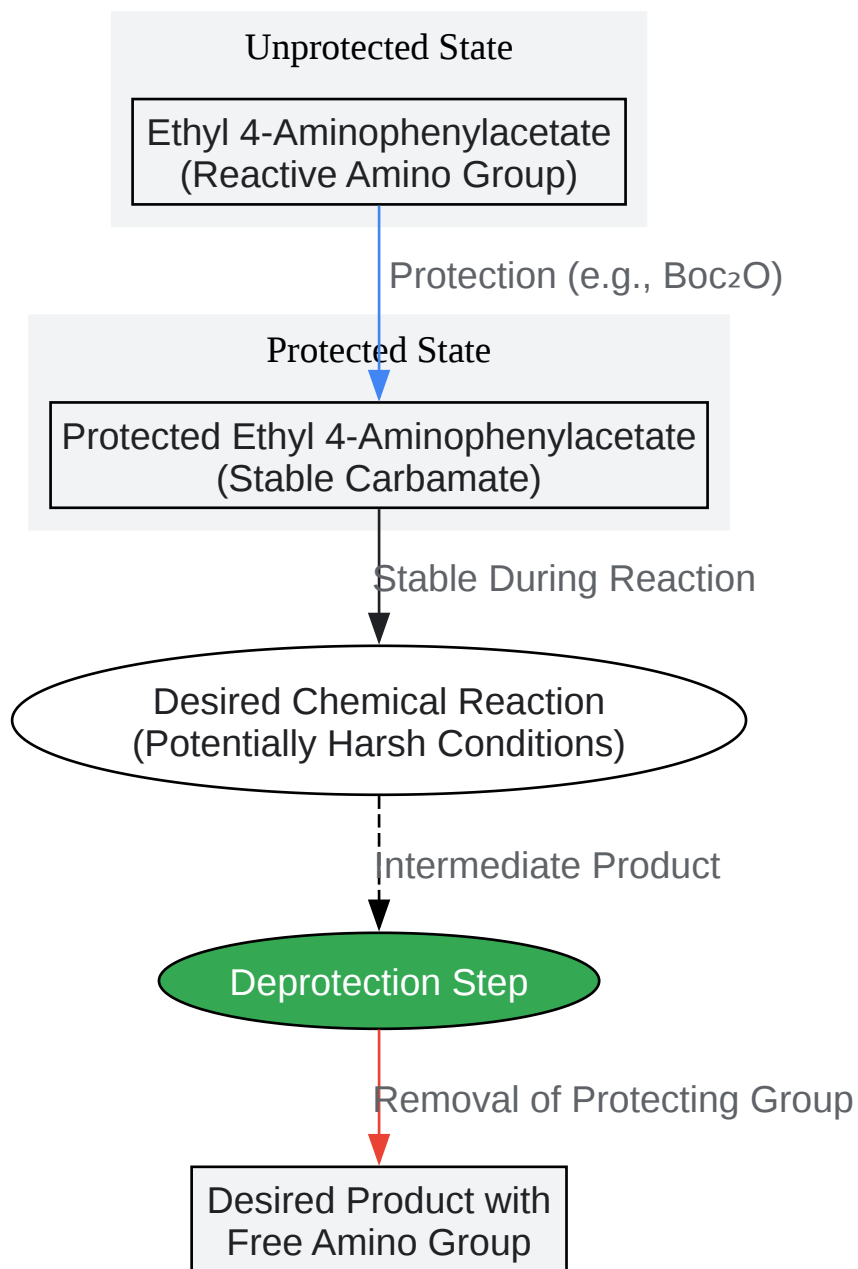 Unprotected State
Ethyl 4-Aminophenylacetate
(Reactive Amino Group)
Protection (e.g., Boc₂O)
Protected State
Protected Ethyl 4-Aminophenylacetate
(Stable Carbamate)
Stable During Reaction
Desired Chemical Reaction
(Potentially Harsh Conditions)
Intermediate Product
Deprotection Step
Removal of Protecting Group
Desired Product with
Free Amino Group